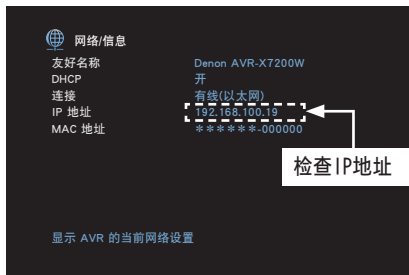 网络/信息
友好名称 Denon AVR-X7200W
DHCP 开
连接 有线(以太网)
IP 地址 192.168.100.19
MAC 地址 ******-000000
检查IP地址
显示 AVR 的当前网络设置